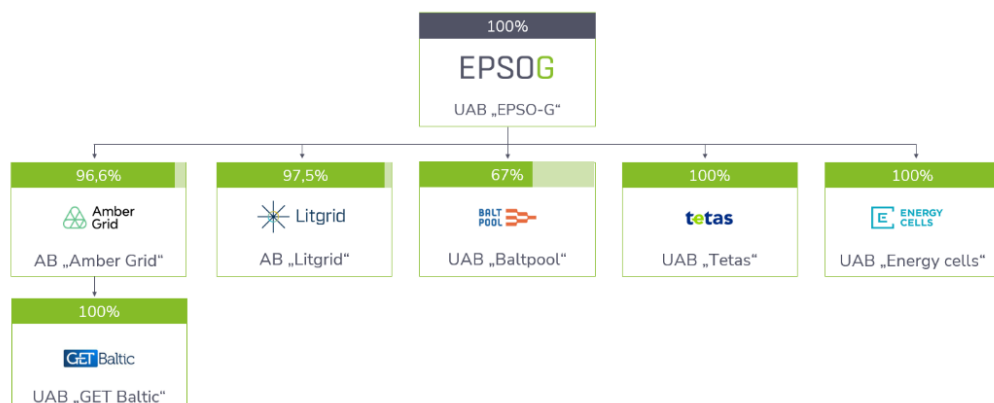 100%
EPSOG
UAB „EPSO-G“
96,6%
Amber
Grid
AB „Amber Grid“
97,5%
Litgrid
AB „Litgrid“
67%
BALT
POOL
UAB „Baltpool“
100%
tetas
UAB „Tetas“
100%
E ENERGY
CELLS
UAB „Energy cells“
100%
GET Baltic
UAB „GET Baltic“